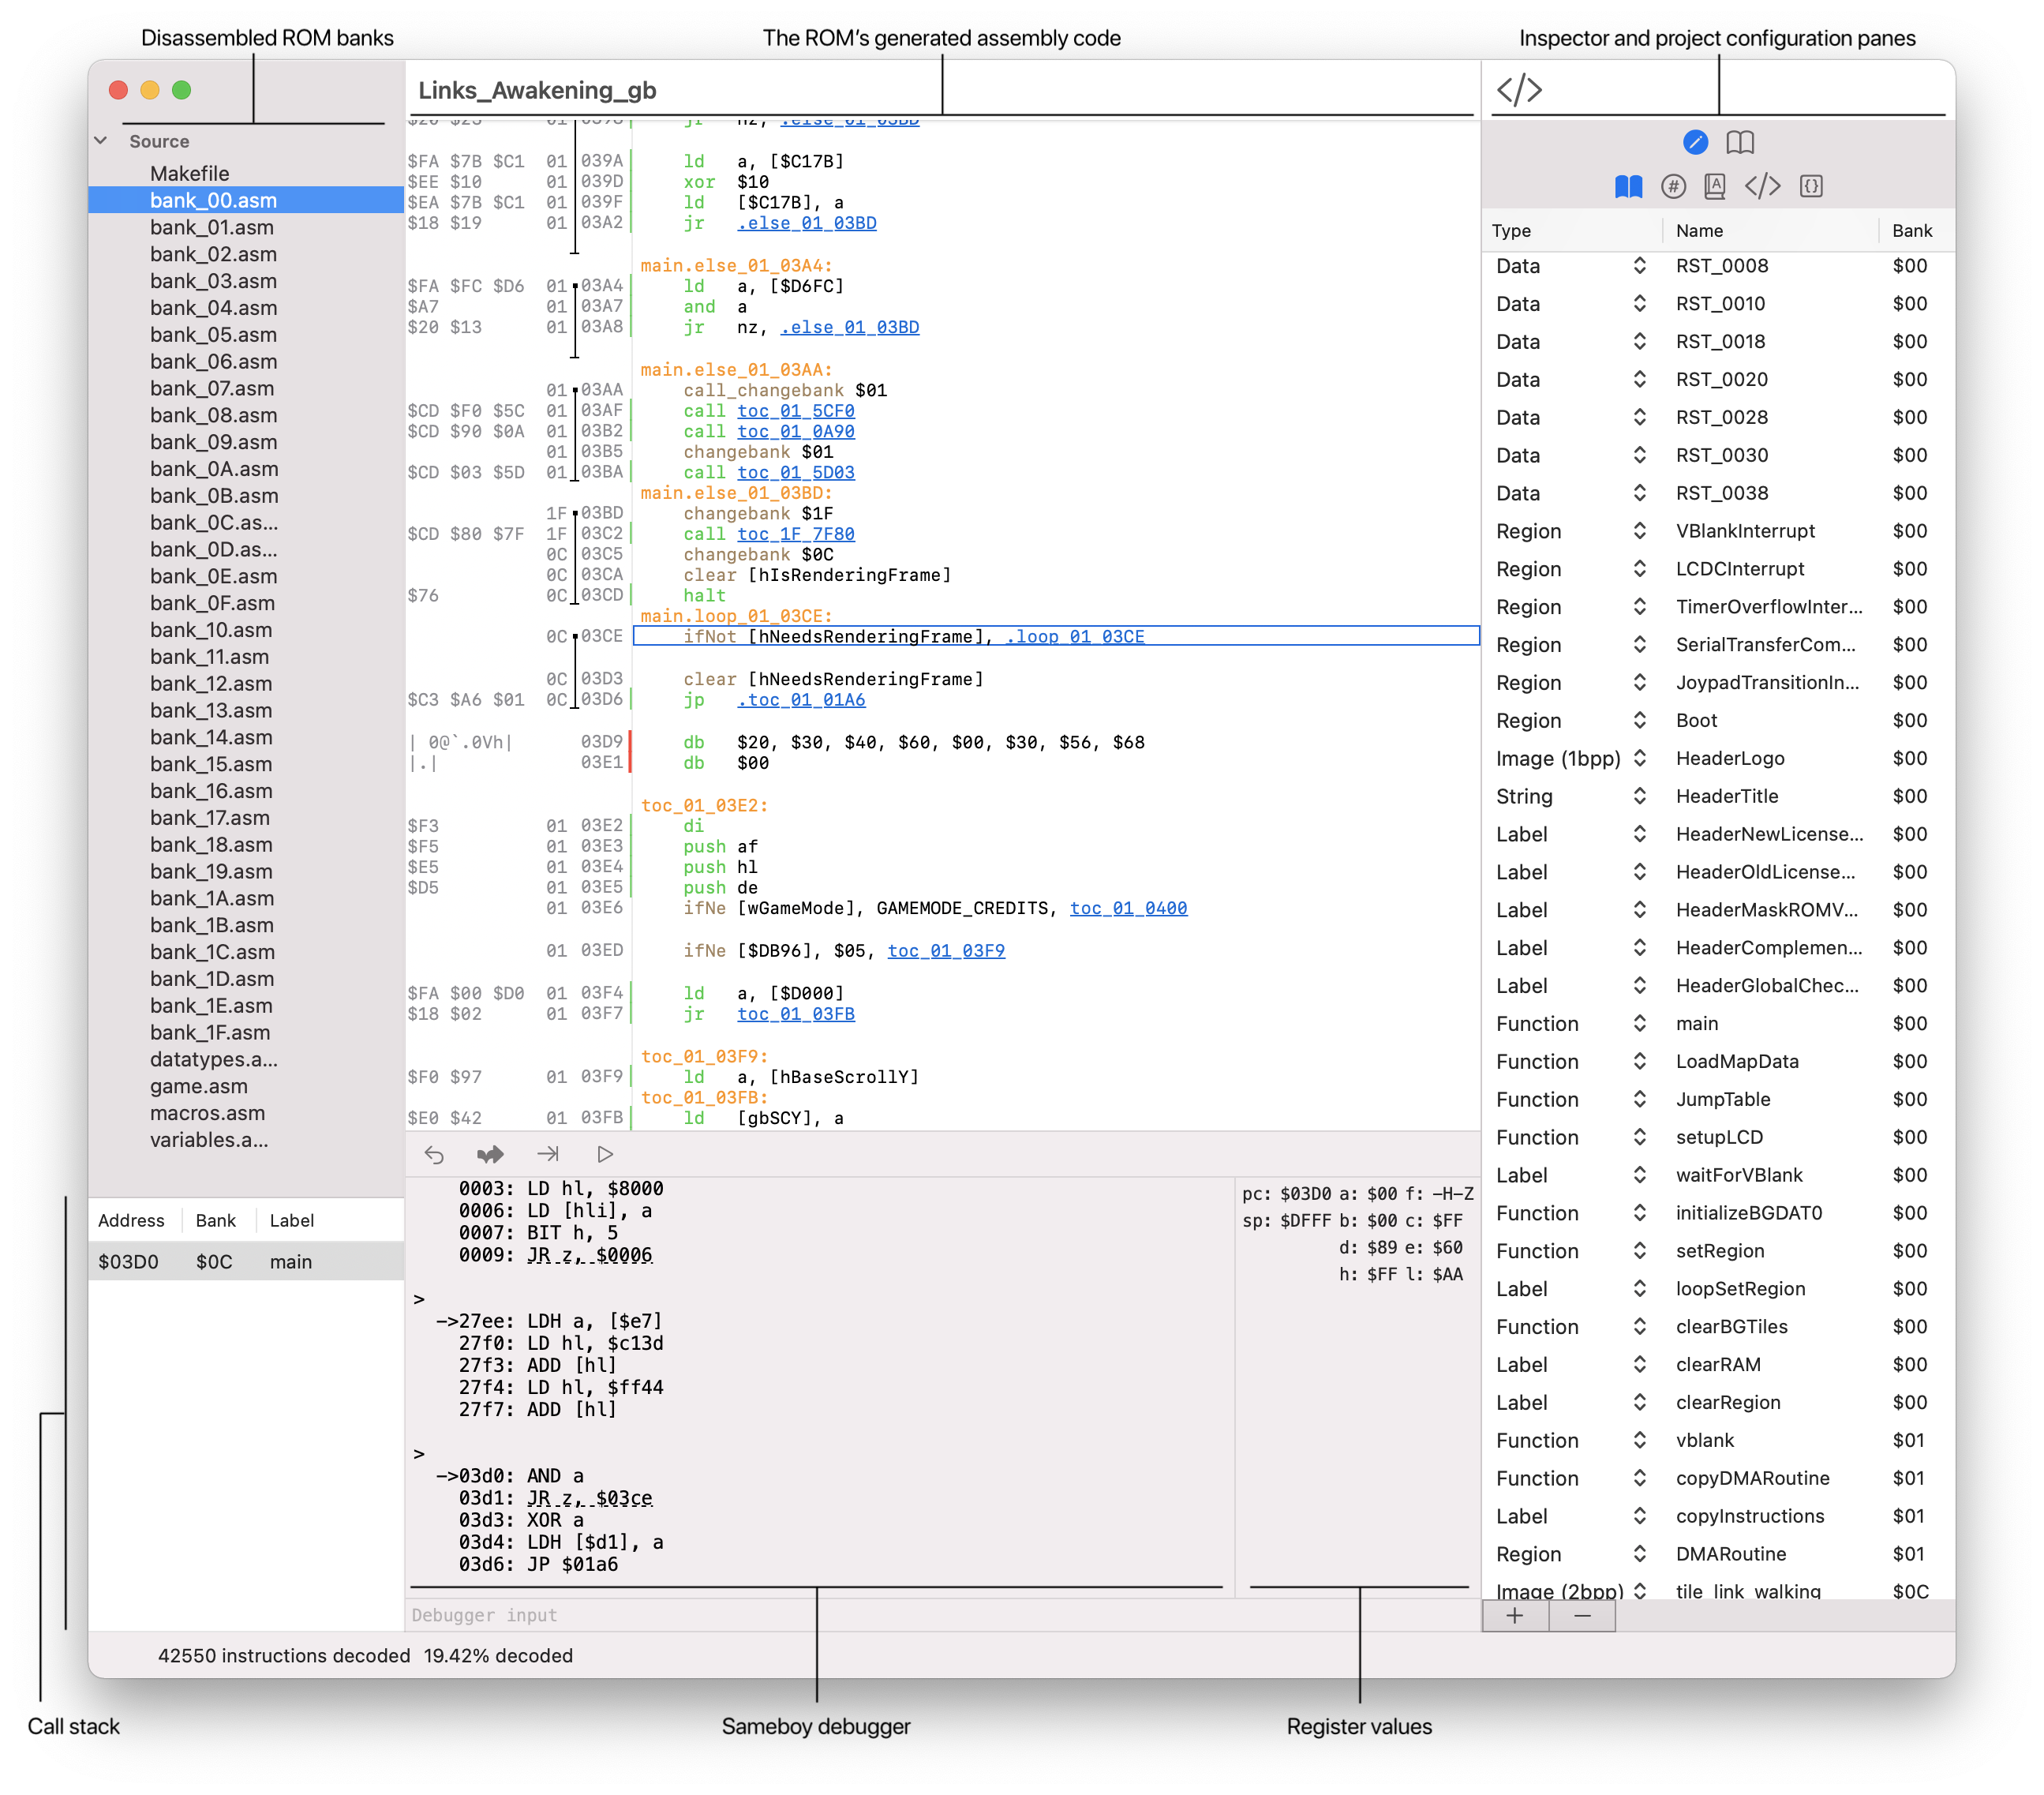 Disassembled ROM banks
The ROM's generated assembly code
Inspector and project configuration panes
Links_Awakening_gb
</>
Source
Makefile
bank_00.asm
bank_01.asm
bank_02.asm
bank_03.asm
bank_04.asm
bank_05.asm
bank_06.asm
bank_07.asm
bank_08.asm
bank_09.asm
bank_0A.asm
bank_0B.asm
bank_0C.as...
bank_0D.as...
bank_0E.asm
bank_0F.asm
bank_10.asm
bank_11.asm
bank_12.asm
bank_13.asm
bank_14.asm
bank_15.asm
bank_16.asm
bank_17.asm
bank_18.asm
bank_19.asm
bank_1A.asm
bank_1B.asm
bank_1C.asm
bank_1D.asm
bank_1E.asm
bank_1F.asm
datatypes.a...
game.asm
macros.asm
variables.a...
Address Bank Label
$03D0 $0C main
jr nz, .else_01_03BD
$FA $7B $C1 01 039A ld a, [$C17B]
$EE $10 01 039D xor $10
$EA $7B $C1 01 039F ld [$C17B], a
$18 $19 01 03A2 jr .else_01_03BD
main.else_01_03A4:
$FA $FC $D6 01 03A4 ld a, [$D6FC]
$A7 01 03A7 and a
$20 $13 01 03A8 jr nz, .else_01_03BD
main.else_01_03AA:
01 03AA call_changebank $01
$CD $F0 $5C 01 03AF call toc_01_5CF0
$CD $90 $0A 01 03B2 call toc_01_0A90
01 03B5 changebank $01
$CD $03 $5D 01 03BA call toc_01_5D03
main.else_01_03BD:
1F 03BD changebank $1F
$CD $80 $7F 1F 03C2 call toc_1F_7F80
0C 03C5 changebank $0C
0C 03CA clear [hIsRenderingFrame]
$76 0C 03CD halt
main.loop_01_03CE:
0C 03CE ifNot [hNeedsRenderingFrame], .loop_01_03CE
0C 03D3 clear [hNeedsRenderingFrame]
$C3 $A6 $01 0C 03D6 jp .toc_01_01A6
| 0@`.0Vh| 03D9 db $20, $30, $40, $60, $00, $30, $56, $68
|.| 03E1 db $00
toc_01_03E2:
$F3 01 03E2 di
$F5 01 03E3 push af
$E5 01 03E4 push hl
$D5 01 03E5 push de
01 03E6 ifNe [wGameMode], GAMEMODE_CREDITS, toc_01_0400
01 03ED ifNe [$DB96], $05, toc_01_03F9
$FA $00 $D0 01 03F4 ld a, [$D000]
$18 $02 01 03F7 jr toc_01_03FB
toc_01_03F9:
$F0 $97 01 03F9 ld a, [hBaseScrollY]
toc_01_03FB:
$E0 $42 01 03FB ld [gbSCY], a
0003: LD hl, $8000
0006: LD [hli], a
0007: BIT h, 5
0009: JR z, $0006
>
->27ee: LDH a, [$e7]
27f0: LD hl, $c13d
27f3: ADD [hl]
27f4: LD hl, $ff44
27f7: ADD [hl]
>
->03d0: AND a
03d1: JR z, $03ce
03d3: XOR a
03d4: LDH [$d1], a
03d6: JP $01a6
Debugger input
pc: $03D0 a: $00 f: -H-Z
sp: $DFFF b: $00 c: $FF
d: $89 e: $60
h: $FF l: $AA
Type Name Bank
Data RST_0008 $00
Data RST_0010 $00
Data RST_0018 $00
Data RST_0020 $00
Data RST_0028 $00
Data RST_0030 $00
Data RST_0038 $00
Region VBlankInterrupt $00
Region LCDCInterrupt $00
Region TimerOverflowInter... $00
Region SerialTransferCom... $00
Region JoypadTransitionIn... $00
Region Boot $00
Image (1bpp) HeaderLogo $00
String HeaderTitle $00
Label HeaderNewLicense... $00
Label HeaderOldLicense... $00
Label HeaderMaskROMV... $00
Label HeaderComplemen... $00
Label HeaderGlobalChec... $00
Function main $00
Function LoadMapData $00
Function JumpTable $00
Function setupLCD $00
Label waitForVBlank $00
Function initializeBGDAT0 $00
Function setRegion $00
Label loopSetRegion $00
Function clearBGTiles $00
Label clearRAM $00
Label clearRegion $00
Function vblank $01
Function copyDMARoutine $01
Label copyInstructions $01
Region DMARoutine $01
Image (2bpp) tile_link_walking $0C
+ −
42550 instructions decoded 19.42% decoded
Call stack
Sameboy debugger
Register values